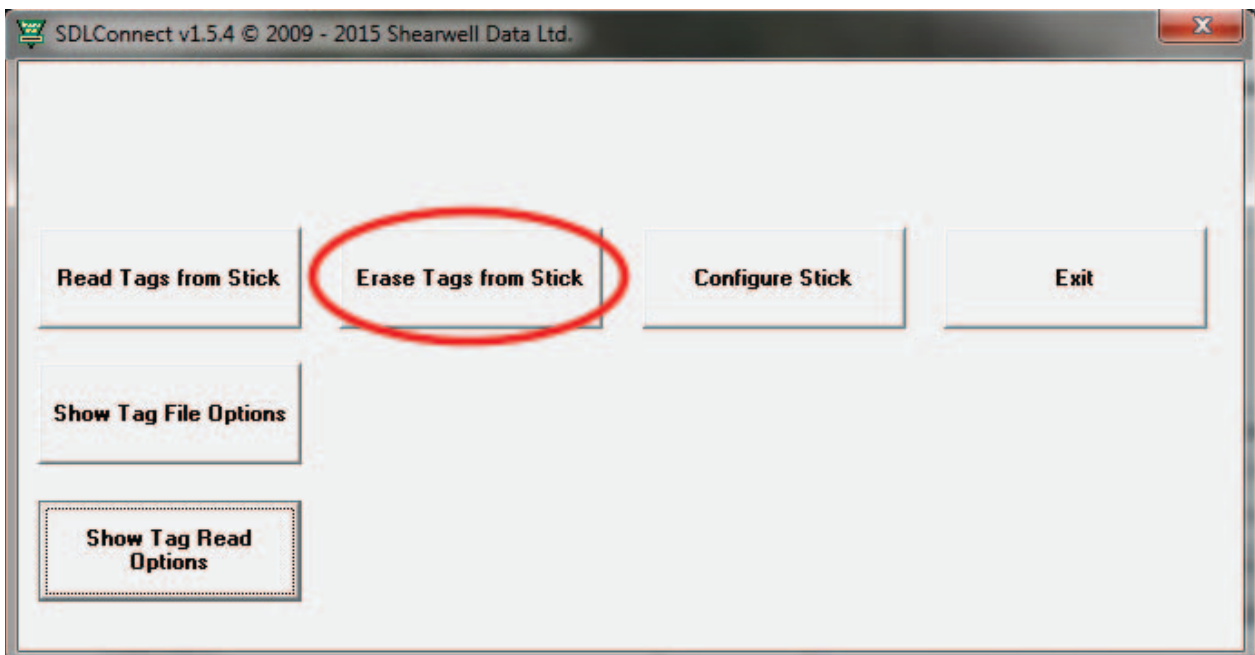 SDLConnect v1.5.4 © 2009 - 2015 Shearwell Data Ltd.
Read Tags from Stick
Erase Tags from Stick
Configure Stick
Exit
Show Tag File Options
Show Tag Read
Options